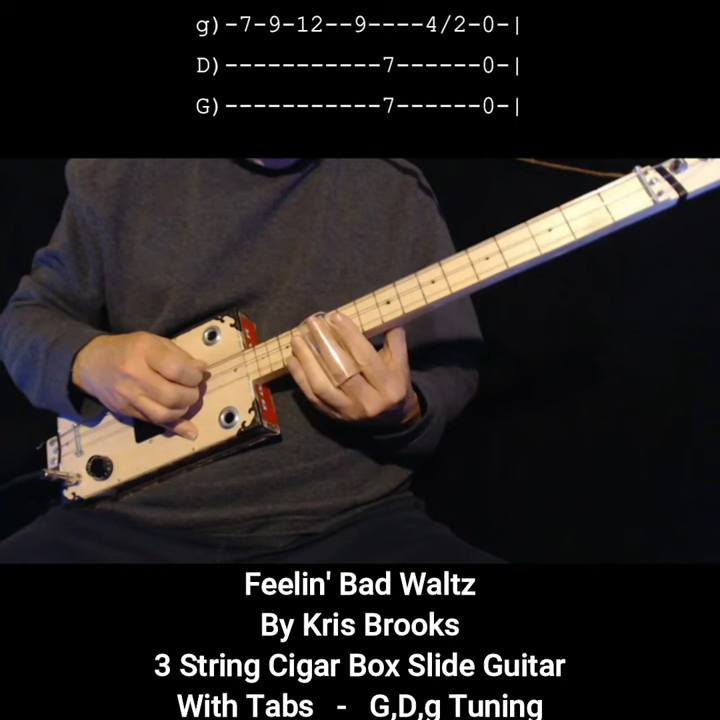 g)-7-9-12--9----4/2-0-|
D)-----------7------0-|
G)-----------7------0-|
Feelin' Bad Waltz
By Kris Brooks
3 String Cigar Box Slide Guitar
With Tabs - G,D,g Tuning